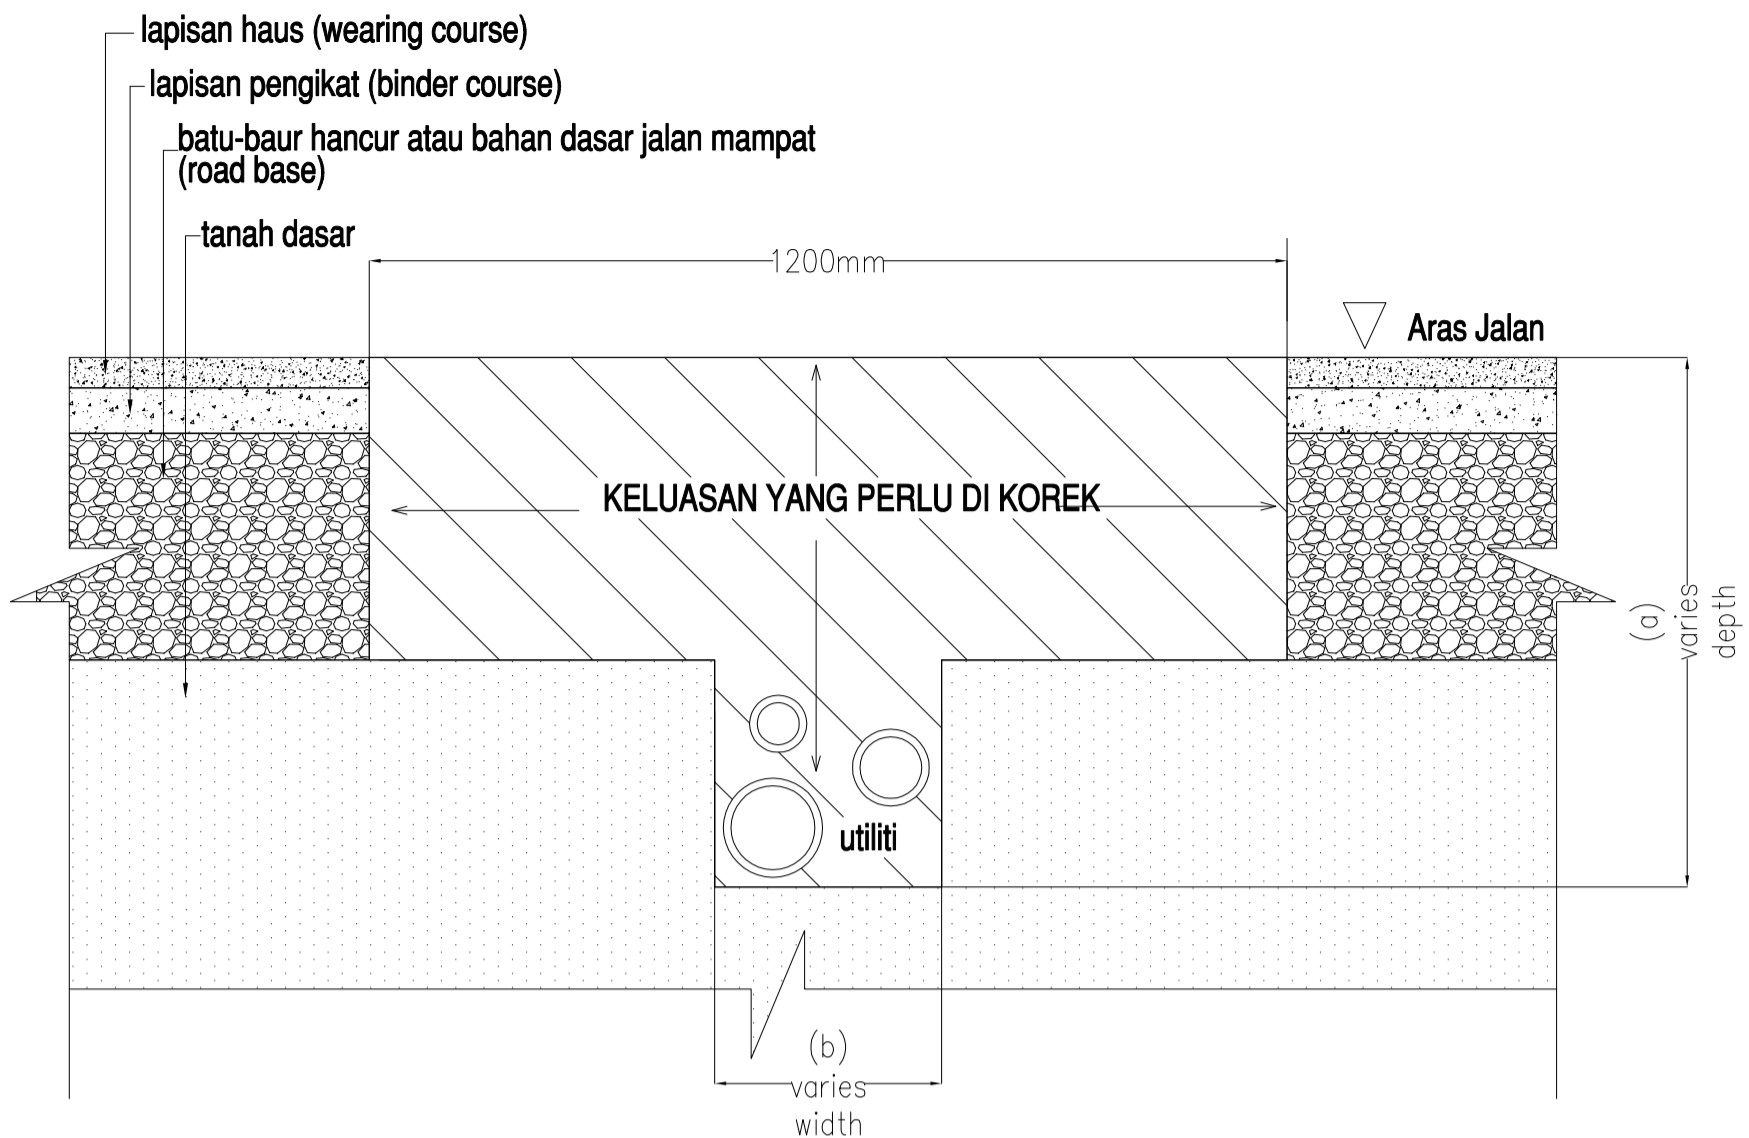 lapisan haus (wearing course)
lapisan pengikat (binder course)
batu-baur hancur atau bahan dasar jalan mampat
(road base)
tanah dasar
1200mm
Aras Jalan
KELUASAN YANG PERLU DI KOREK
(a)
varies
depth
utiliti
(b)
varies
width